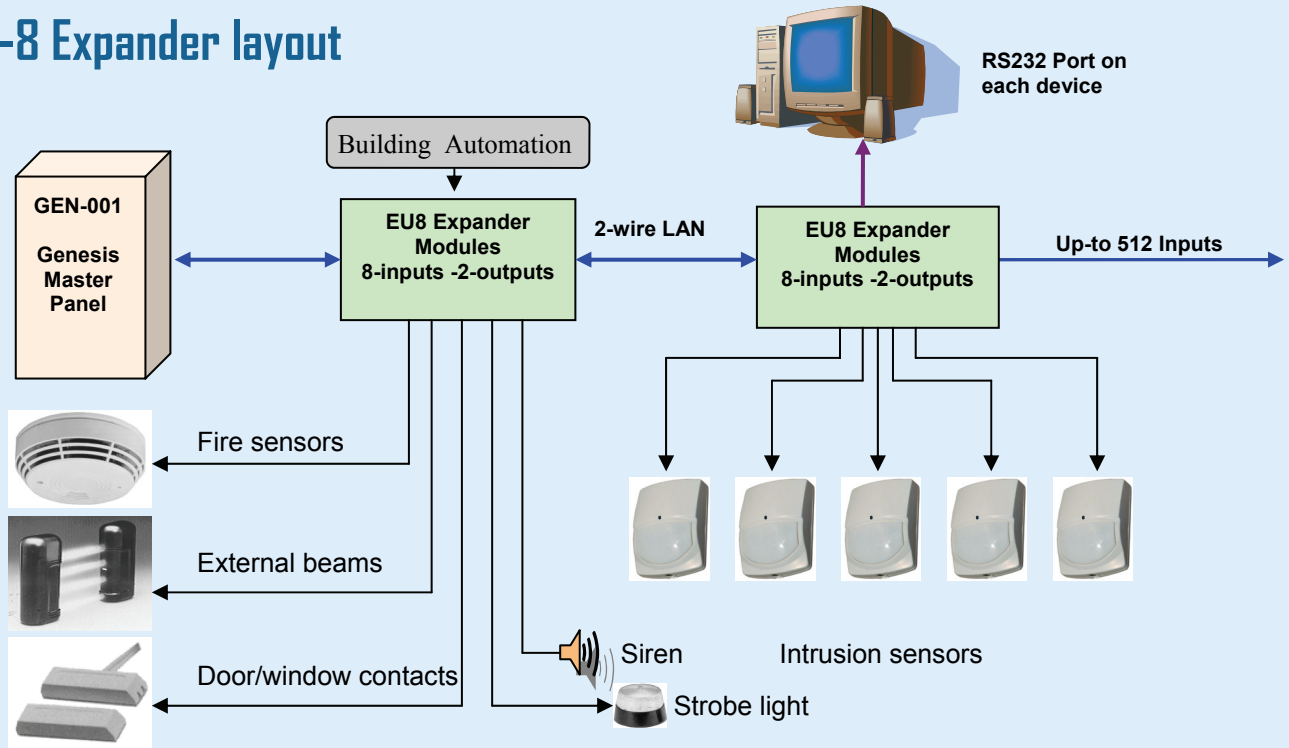 -8 Expander layout
RS232 Port on
each device
Building Automation
GEN-001
Genesis
Master
Panel
EU8 Expander
Modules
8-inputs -2-outputs
2-wire LAN
EU8 Expander
Modules
8-inputs -2-outputs
Up-to 512 Inputs
Fire sensors
External beams
Door/window contacts
Siren
Intrusion sensors
Strobe light